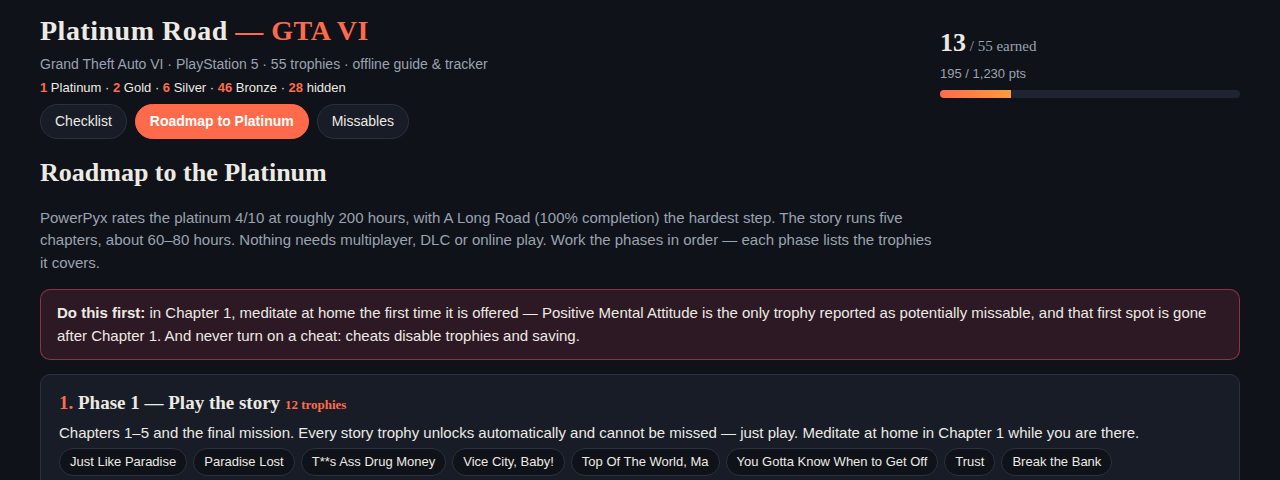 Platinum Road — GTA VI
Grand Theft Auto VI · PlayStation 5 · 55 trophies · offline guide & tracker
1 Platinum · 2 Gold · 6 Silver · 46 Bronze · 28 hidden
13 / 55 earned
195 / 1,230 pts
Checklist
Roadmap to Platinum
Missables
Roadmap to the Platinum
PowerPyx rates the platinum 4/10 at roughly 200 hours, with A Long Road (100% completion) the hardest step. The story runs five
chapters, about 60–80 hours. Nothing needs multiplayer, DLC or online play. Work the phases in order — each phase lists the trophies
it covers.
Do this first: in Chapter 1, meditate at home the first time it is offered — Positive Mental Attitude is the only trophy reported as potentially missable, and that first spot is gone
after Chapter 1. And never turn on a cheat: cheats disable trophies and saving.
1. Phase 1 — Play the story 12 trophies
Chapters 1–5 and the final mission. Every story trophy unlocks automatically and cannot be missed — just play. Meditate at home in Chapter 1 while you are there.
Just Like Paradise
Paradise Lost
T**s Ass Drug Money
Vice City, Baby!
Top Of The World, Ma
You Gotta Know When to Get Off
Trust
Break the Bank